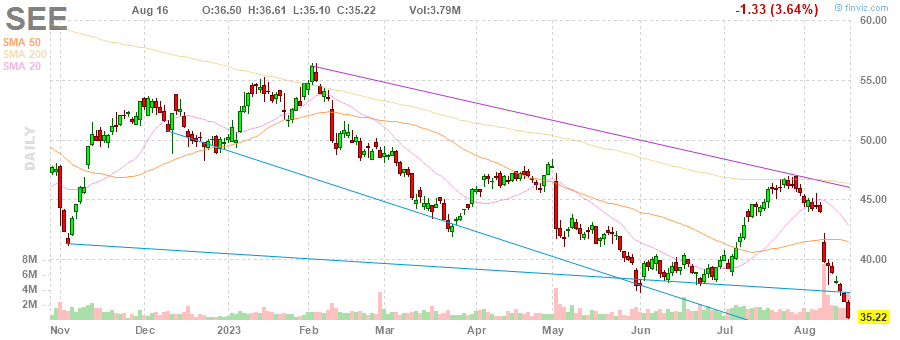 SEE Aug 16 O:36.50 H:36.61 L:35.10 C:35.22 Vol:3.79M -1.33 (3.64%) @ finviz.com
SMA 50
SMA 200
SMA 20
DAILY
60.00
55.00
50.00
45.00
40.00
35.22
8M
6M
4M
2M
Nov Dec 2023 Feb Mar Apr May Jun Jul Aug